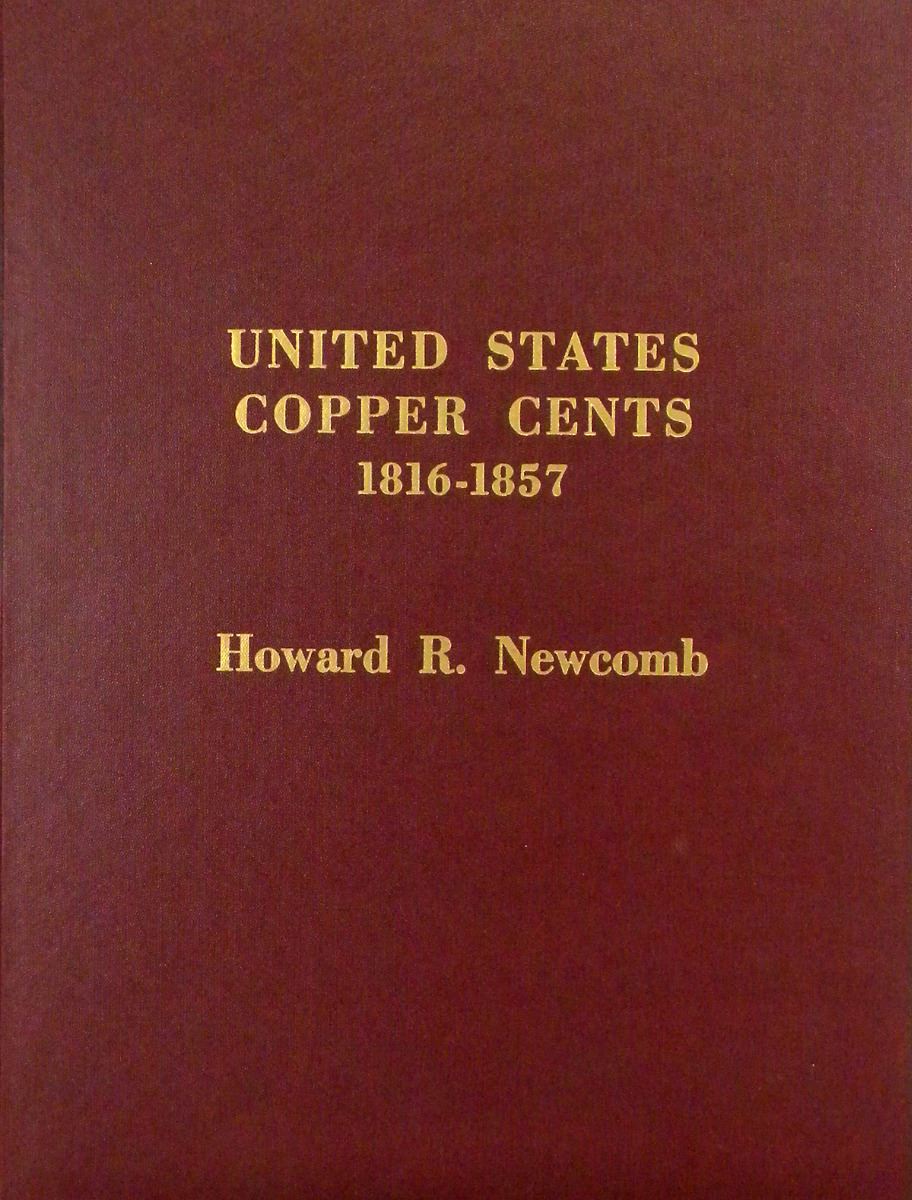 UNITED STATES
COPPER CENTS
1816-1857
Howard R. Newcomb